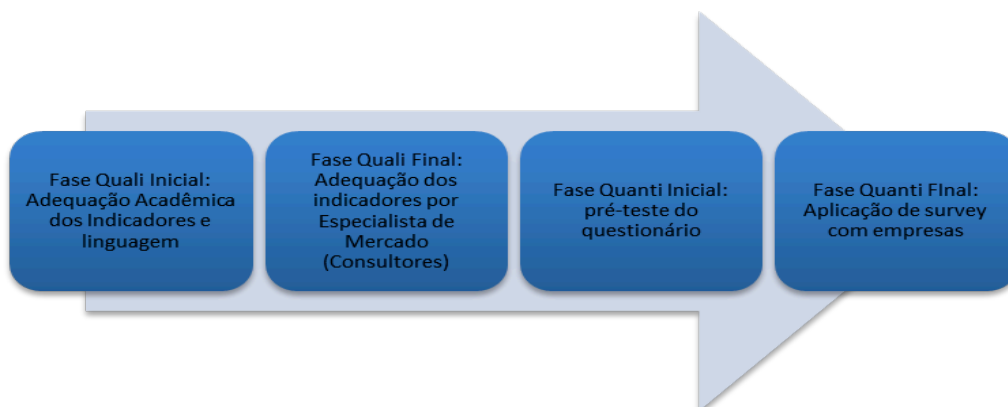 Fase Quali Inicial:
Adequação Acadêmica
dos Indicadores e
linguagem
Fase Quali Final:
Adequação dos
indicadores por
Especialista de
Mercado
(Consultores)
Fase Quanti Inicial:
pré-teste do
questionário
Fase Quanti FInal:
Aplicação de survey
com empresas